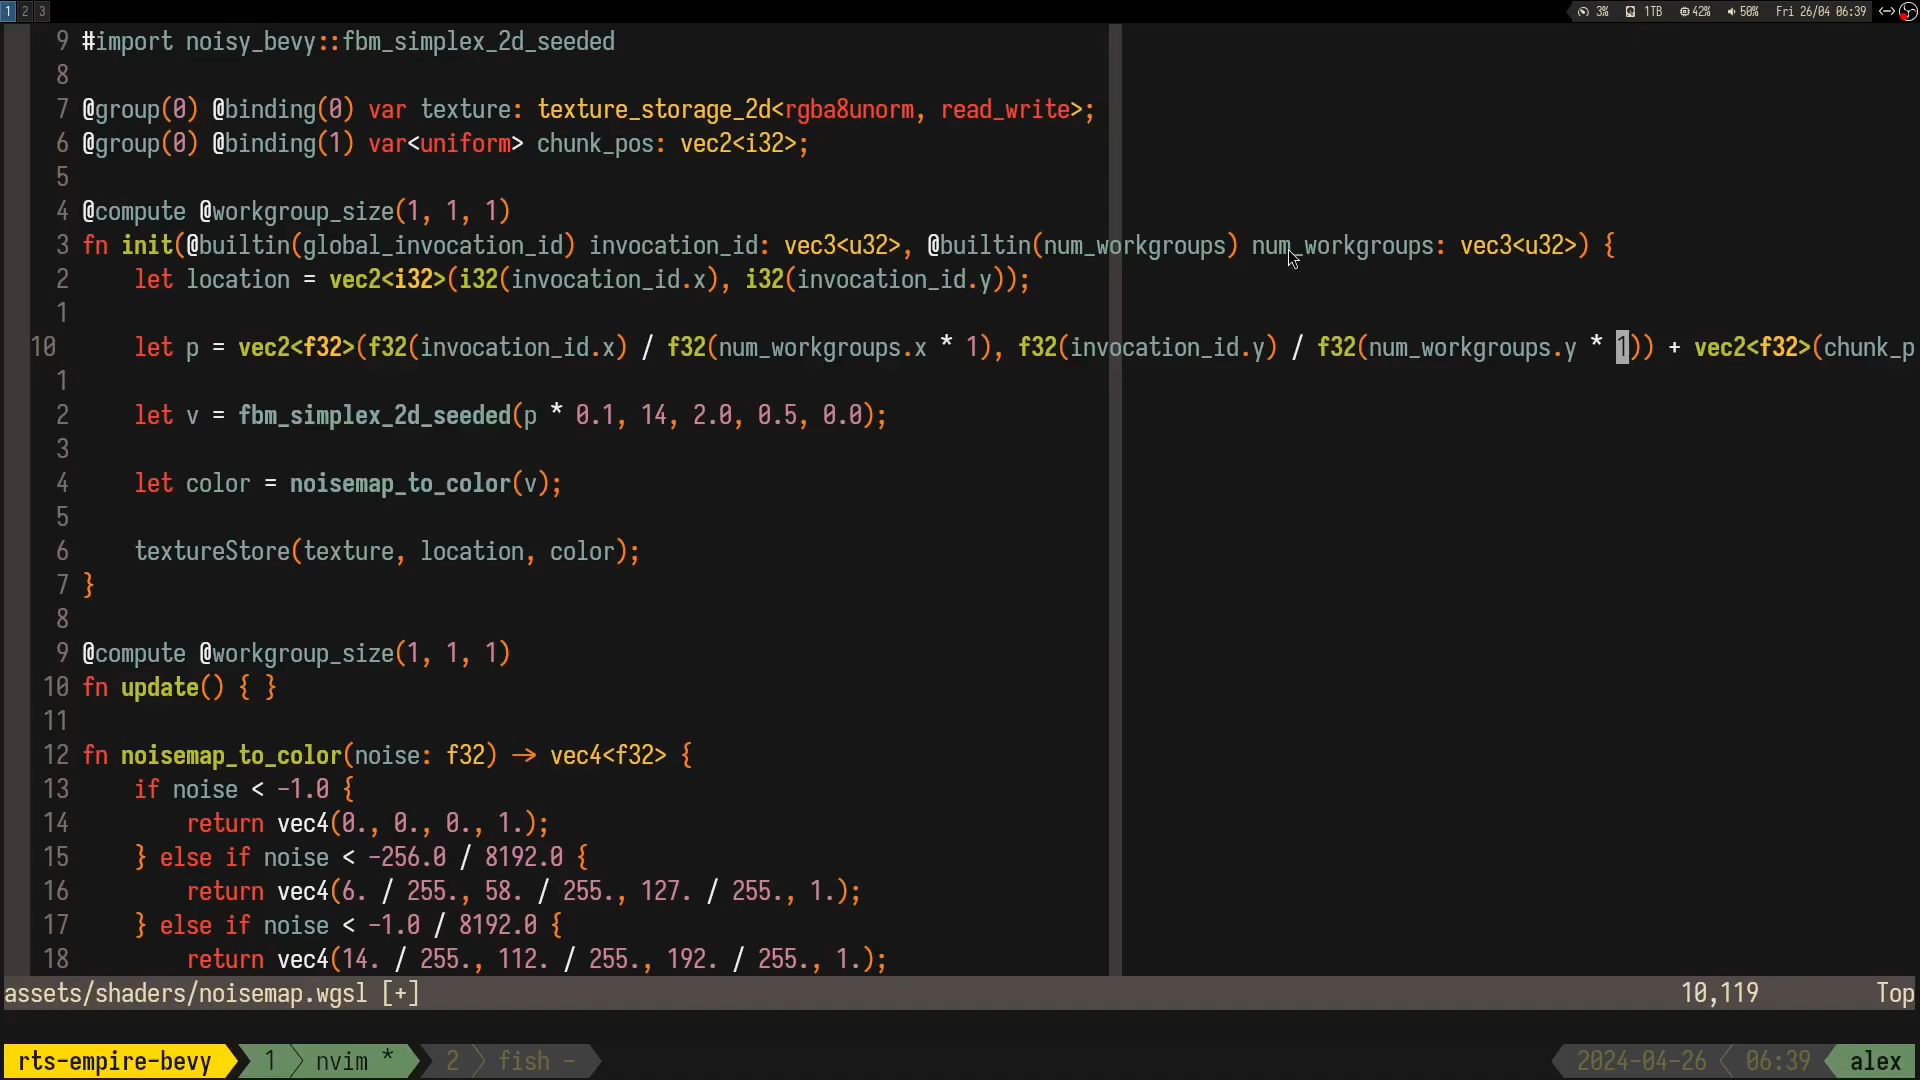 1 2 3 3% 1TB 42% 50% Fri 26/04 06:39
9 #import noisy_bevy::fbm_simplex_2d_seeded
8
7 @group(0) @binding(0) var texture: texture_storage_2d<rgba8unorm, read_write>;
6 @group(0) @binding(1) var<uniform> chunk_pos: vec2<i32>;
5
4 @compute @workgroup_size(1, 1, 1)
3 fn init(@builtin(global_invocation_id) invocation_id: vec3<u32>, @builtin(num_workgroups) num_workgroups: vec3<u32>) {
2     let location = vec2<i32>(i32(invocation_id.x), i32(invocation_id.y));
1
10     let p = vec2<f32>(f32(invocation_id.x) / f32(num_workgroups.x * 1), f32(invocation_id.y) / f32(num_workgroups.y * 1)) + vec2<f32>(chunk_p
1
2     let v = fbm_simplex_2d_seeded(p * 0.1, 14, 2.0, 0.5, 0.0);
3
4     let color = noisemap_to_color(v);
5
6     textureStore(texture, location, color);
7 }
8
9 @compute @workgroup_size(1, 1, 1)
10 fn update() { }
11
12 fn noisemap_to_color(noise: f32) -> vec4<f32> {
13     if noise < -1.0 {
14         return vec4(0., 0., 0., 1.);
15     } else if noise < -256.0 / 8192.0 {
16         return vec4(6. / 255., 58. / 255., 127. / 255., 1.);
17     } else if noise < -1.0 / 8192.0 {
18         return vec4(14. / 255., 112. / 255., 192. / 255., 1.);
assets/shaders/noisemap.wgsl [+] 10,119 Top
rts-empire-bevy 1 nvim * 2 fish - 2024-04-26 06:39 alex